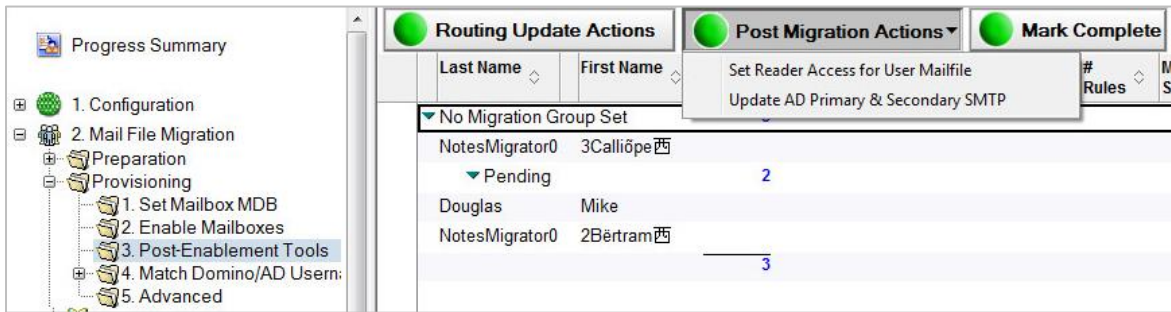 Progress Summary
1. Configuration
2. Mail File Migration
Preparation
Provisioning
1. Set Mailbox MDB
2. Enable Mailboxes
3. Post-Enablement Tools
4. Match Domino/AD Userna
5. Advanced
Routing Update Actions Post Migration Actions Mark Complete
Set Reader Access for User Mailfile
Update AD Primary & Secondary SMTP
Last Name First Name # Rules
No Migration Group Set
NotesMigrator0 3Calliőpe西
Pending 2
Douglas Mike
NotesMigrator0 2Bërtram西
3